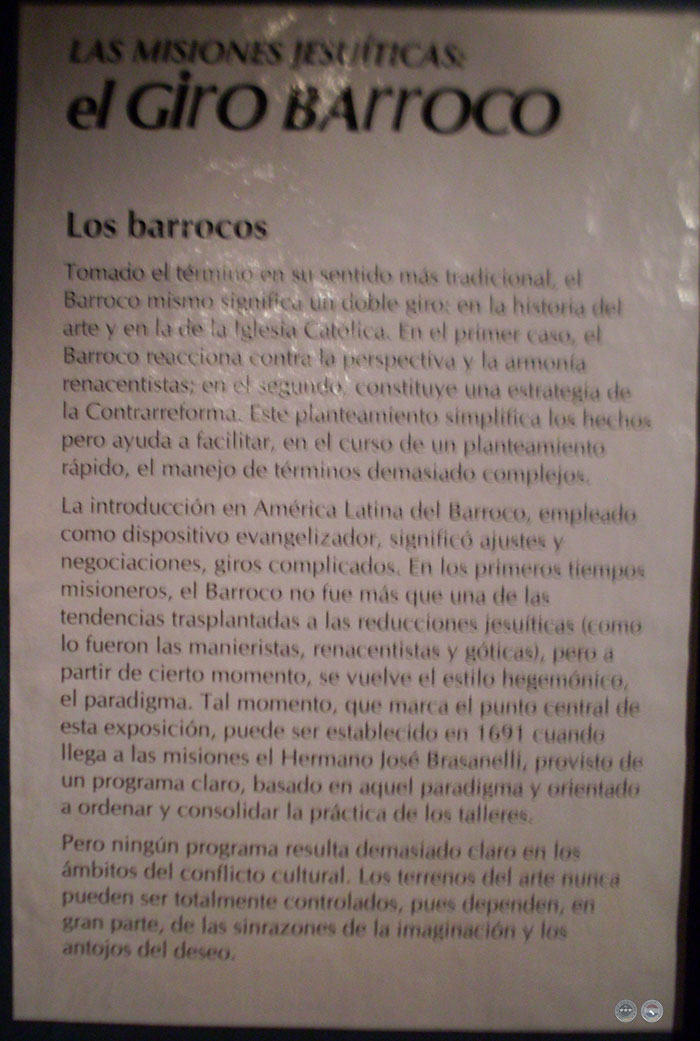 LAS MISIONES JESUÍTICAS:
el GIRO BARROCO
Los barrocos
Tomado el término en su sentido más tradicional, el
Barroco mismo significa un doble giro: en la historia del
arte y en la de la Iglesia Católica. En el primer caso, el
Barroco reacciona contra la perspectiva y la armonía
renacentistas; en el segundo, constituye una estrategia de
la Contrarreforma. Este planteamiento simplifica los hechos
pero ayuda a facilitar, en el curso de un planteamiento
rápido, el manejo de términos demasiado complejos.
La introducción en América Latina del Barroco, empleado
como dispositivo evangelizador, significó ajustes y
negociaciones, giros complicados. En los primeros tiempos
misioneros, el Barroco no fue más que una de las
tendencias trasplantadas a las reducciones jesuíticas (como
lo fueron las manieristas, renacentistas y góticas), pero a
partir de cierto momento, se vuelve el estilo hegemónico,
el paradigma. Tal momento, que marca el punto central de
esta exposición, puede ser establecido en 1691 cuando
llega a las misiones el Hermano José Brasanelli, provisto de
un programa claro, basado en aquel paradigma y orientado
a ordenar y consolidar la práctica de los talleres.
Pero ningún programa resulta demasiado claro en los
ámbitos del conflicto cultural. Los terrenos del arte nunca
pueden ser totalmente controlados, pues dependen, en
gran parte, de las sinrazones de la imaginación y los
antojos del deseo.